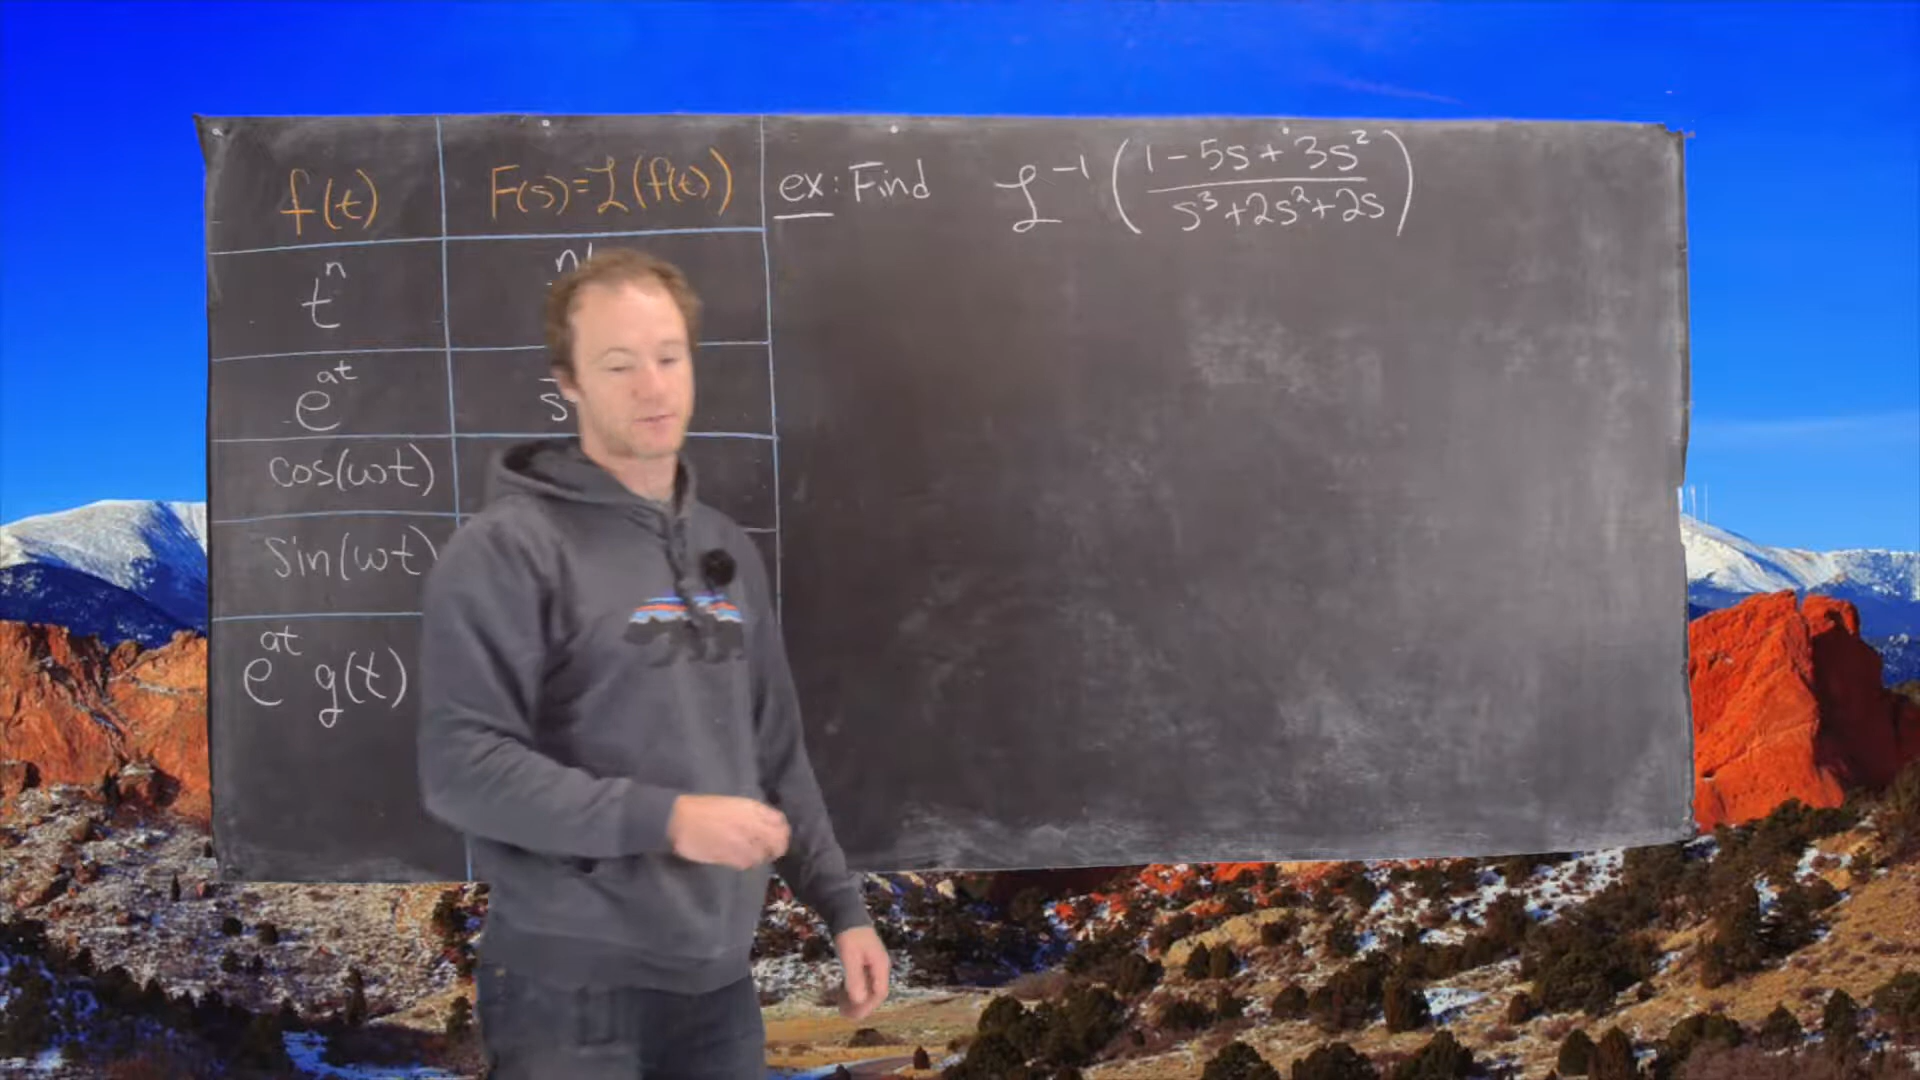 f(t) F(s)=ℒ(f(t)) ex: Find ℒ⁻¹((1-5s+3s²)/(s³+2s²+2s))
tⁿ n!
e^{at} s
cos(ωt)
sin(ωt)
e^{at} g(t)